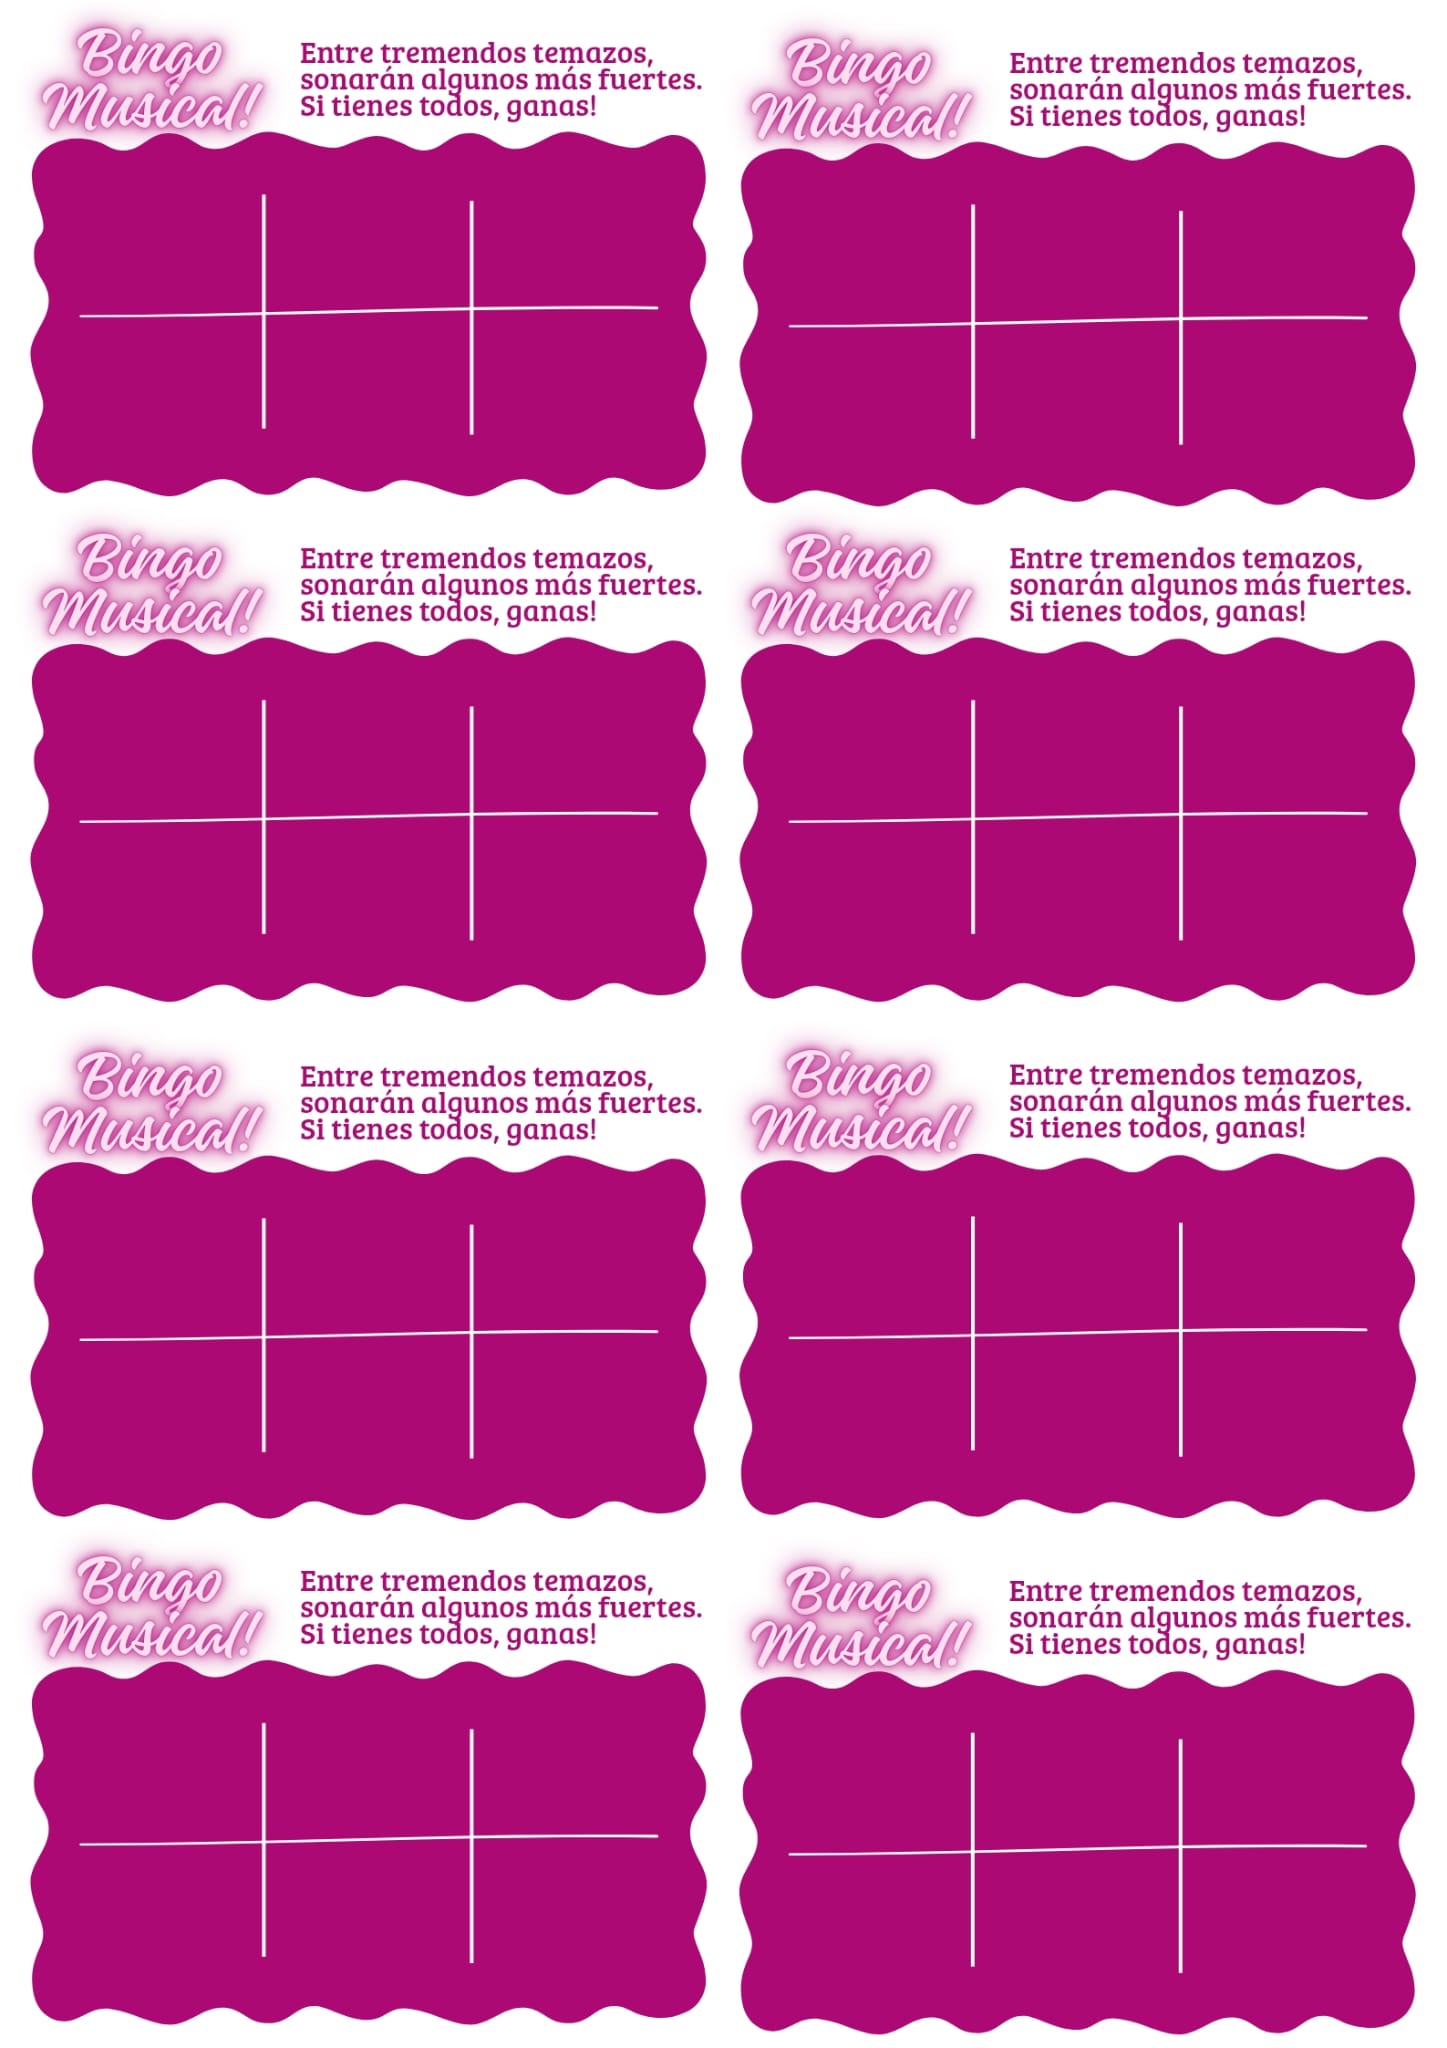 Bingo
Musical!
Entre tremendos temazos,
sonarán algunos más fuertes.
Si tienes todos, ganas!
Bingo
Musical!
Entre tremendos temazos,
sonarán algunos más fuertes.
Si tienes todos, ganas!
Bingo
Musical!
Entre tremendos temazos,
sonarán algunos más fuertes.
Si tienes todos, ganas!
Bingo
Musical!
Entre tremendos temazos,
sonarán algunos más fuertes.
Si tienes todos, ganas!
Bingo
Musical!
Entre tremendos temazos,
sonarán algunos más fuertes.
Si tienes todos, ganas!
Bingo
Musical!
Entre tremendos temazos,
sonarán algunos más fuertes.
Si tienes todos, ganas!
Bingo
Musical!
Entre tremendos temazos,
sonarán algunos más fuertes.
Si tienes todos, ganas!
Bingo
Musical!
Entre tremendos temazos,
sonarán algunos más fuertes.
Si tienes todos, ganas!